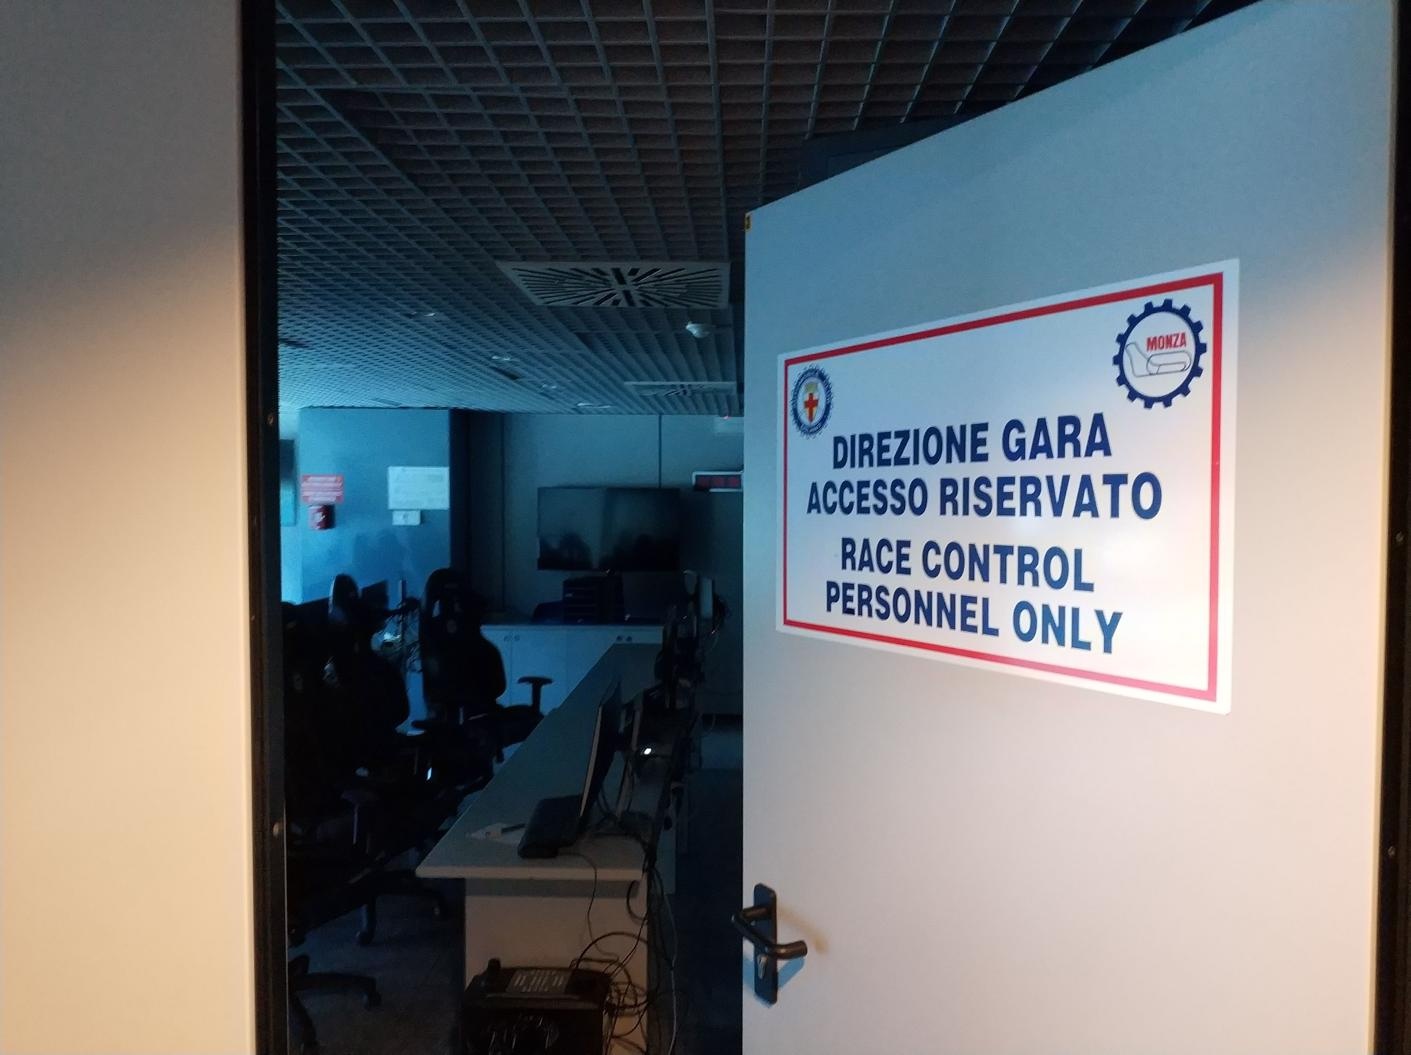 MONZA
DIREZIONE GARA
ACCESSO RISERVATO
RACE CONTROL
PERSONNEL ONLY